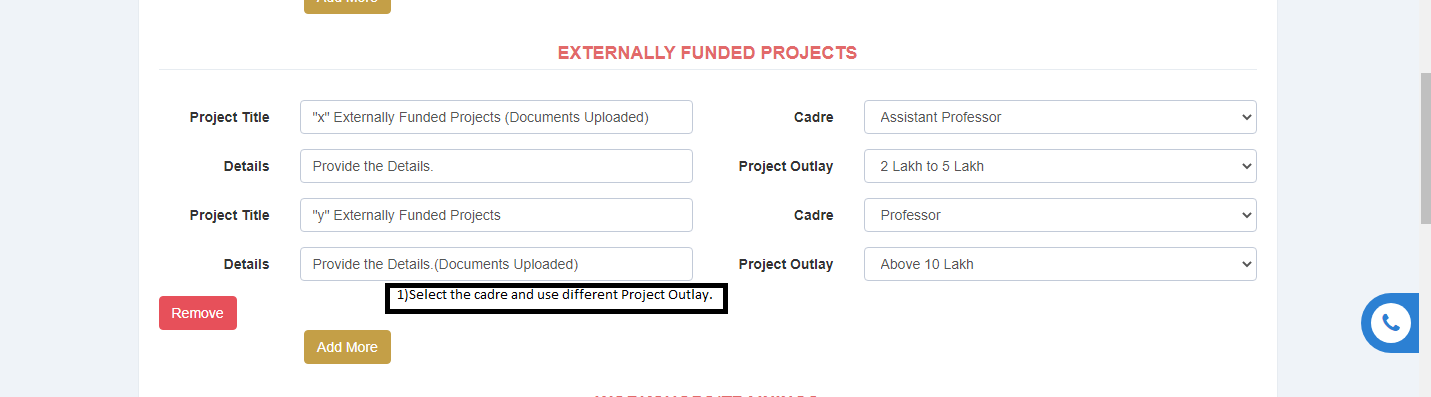 Add More
EXTERNALLY FUNDED PROJECTS
Project Title "x" Externally Funded Projects (Documents Uploaded) Cadre Assistant Professor
Details Provide the Details. Project Outlay 2 Lakh to 5 Lakh
Project Title "y" Externally Funded Projects Cadre Professor
Details Provide the Details.(Documents Uploaded) Project Outlay Above 10 Lakh
1)Select the cadre and use different Project Outlay.
Remove
Add More